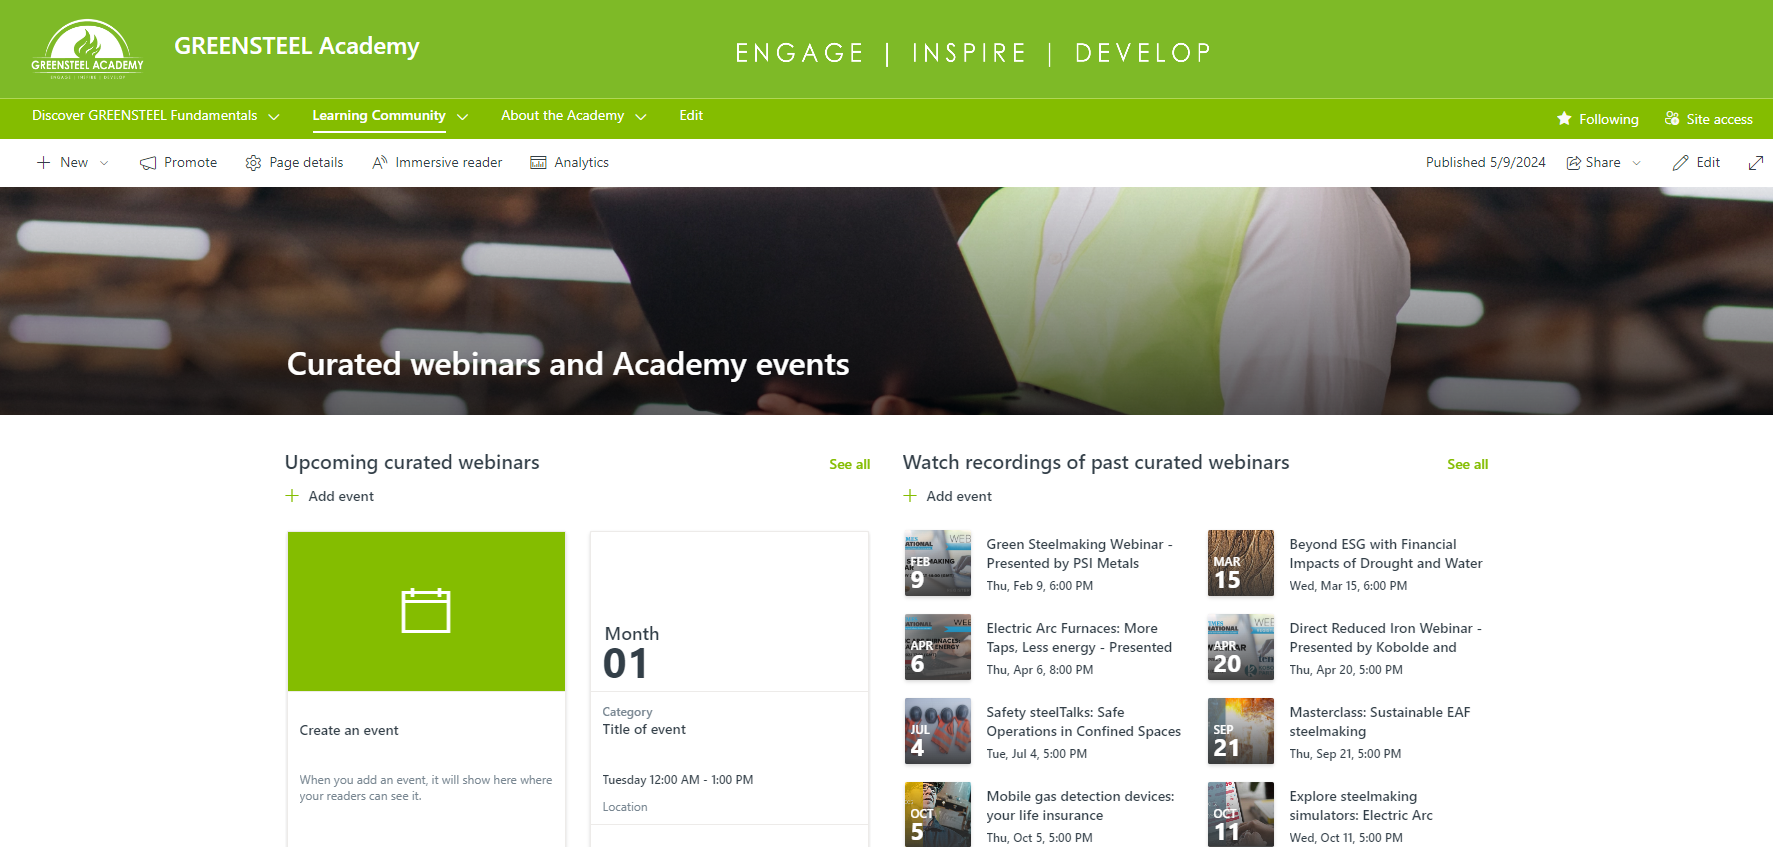 GREENSTEEL ACADEMY
ENGAGE | INSPIRE | DEVELOP
GREENSTEEL Academy
ENGAGE | INSPIRE | DEVELOP
Discover GREENSTEEL Fundamentals
Learning Community
About the Academy
Edit
Following
Site access
New
Promote
Page details
Immersive reader
Analytics
Published 5/9/2024
Share
Edit
Curated webinars and Academy events
Upcoming curated webinars
See all
Add event
Create an event
When you add an event, it will show here where
your readers can see it.
Month
01
Category
Title of event
Tuesday 12:00 AM - 1:00 PM
Location
Watch recordings of past curated webinars
See all
Add event
FEB
9
Green Steelmaking Webinar -
Presented by PSI Metals
Thu, Feb 9, 6:00 PM
MAR
15
Beyond ESG with Financial
Impacts of Drought and Water
Wed, Mar 15, 6:00 PM
APR
6
Electric Arc Furnaces: More
Taps, Less energy - Presented
Thu, Apr 6, 8:00 PM
APR
20
Direct Reduced Iron Webinar -
Presented by Kobolde and
Thu, Apr 20, 5:00 PM
JUL
4
Safety steelTalks: Safe
Operations in Confined Spaces
Tue, Jul 4, 5:00 PM
SEP
21
Masterclass: Sustainable EAF
steelmaking
Thu, Sep 21, 5:00 PM
OCT
5
Mobile gas detection devices:
your life insurance
Thu, Oct 5, 5:00 PM
OCT
11
Explore steelmaking
simulators: Electric Arc
Wed, Oct 11, 5:00 PM